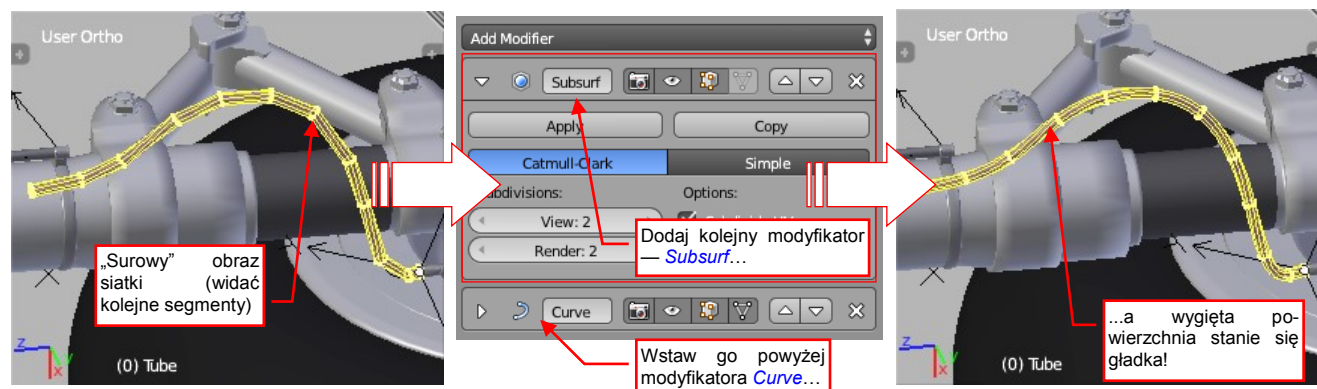 User Ortho
„Surowy” obraz
siatki (widać
kolejne segmenty)
z
y
x
(0) Tube
Add Modifier
Subsurf
Apply
Copy
Catmull-Clark
Simple
Options:
View: 2
Render: 2
Dodaj kolejny modyfikator
— Subsurf…
Curve
Wstaw go powyżej
modyfikatora Curve…
User Ortho
...a wygięta po-
wierzchnia stanie się
gładka!
z
x
(0) Tube